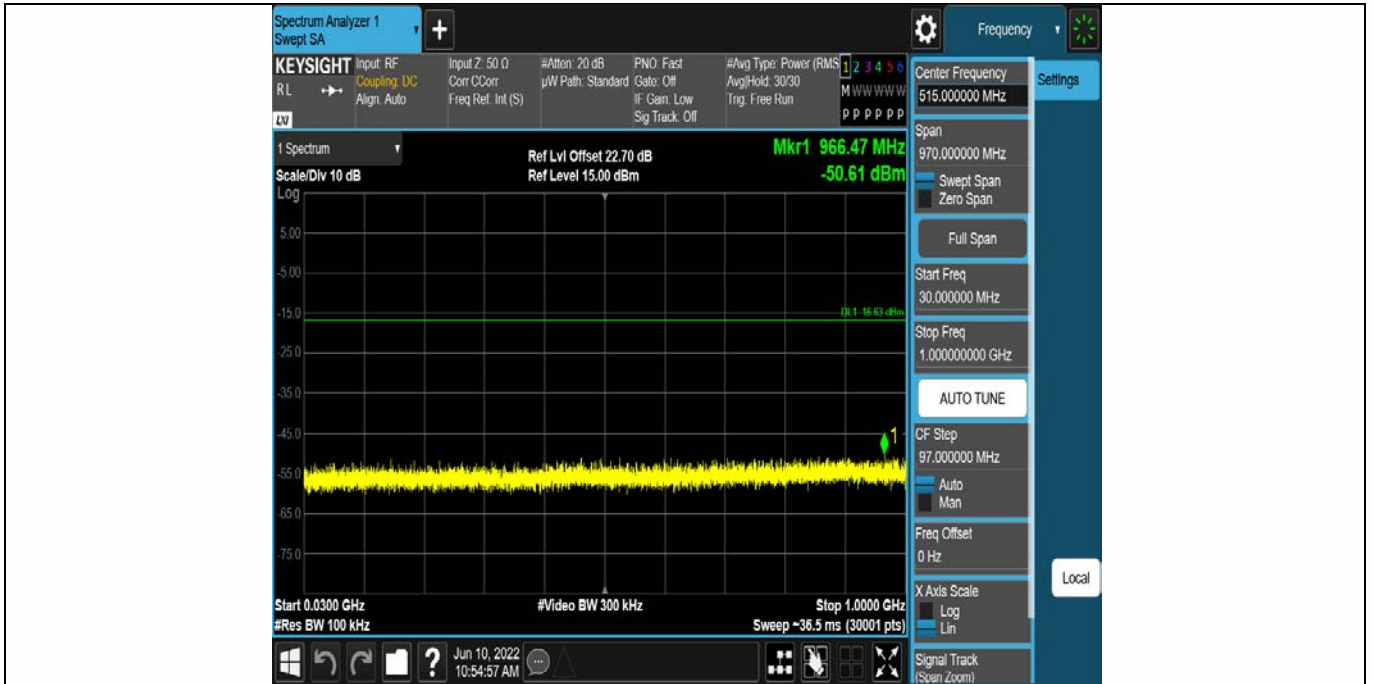 Spectrum Analyzer 1
Swept SA
+
Frequency
KEYSIGHT
RL
LXI
Input: RF
Coupling: DC
Align: Auto
Input Z: 50 Ω
Corr CCorr
Freq Ref: Int (S)
#Atten: 20 dB
µW Path: Standard
PNO: Fast
Gate: Off
IF Gain: Low
Sig Track: Off
#Avg Type: Power (RMS
Avg|Hold: 30/30
Trig: Free Run
1 2 3 4 5 6
M W W W W W
P P P P P P
1 Spectrum
Scale/Div 10 dB
Log
Ref Lvl Offset 22.70 dB
Ref Level 15.00 dBm
Mkr1 966.47 MHz
-50.61 dBm
5.00
-5.00
-15.0
-25.0
-35.0
-45.0
-55.0
-65.0
-75.0
DL1 -16.63 dBm
1
Start 0.0300 GHz
#Res BW 100 kHz
#Video BW 300 kHz
Stop 1.0000 GHz
Sweep ~36.5 ms (30001 pts)
Center Frequency
515.000000 MHz
Span
970.000000 MHz
Swept Span
Zero Span
Full Span
Start Freq
30.000000 MHz
Stop Freq
1.000000000 GHz
AUTO TUNE
CF Step
97.000000 MHz
Auto
Man
Freq Offset
0 Hz
X Axis Scale
Log
Lin
Signal Track
(Span Zoom)
Settings
Local
?
Jun 10, 2022
10:54:57 AM